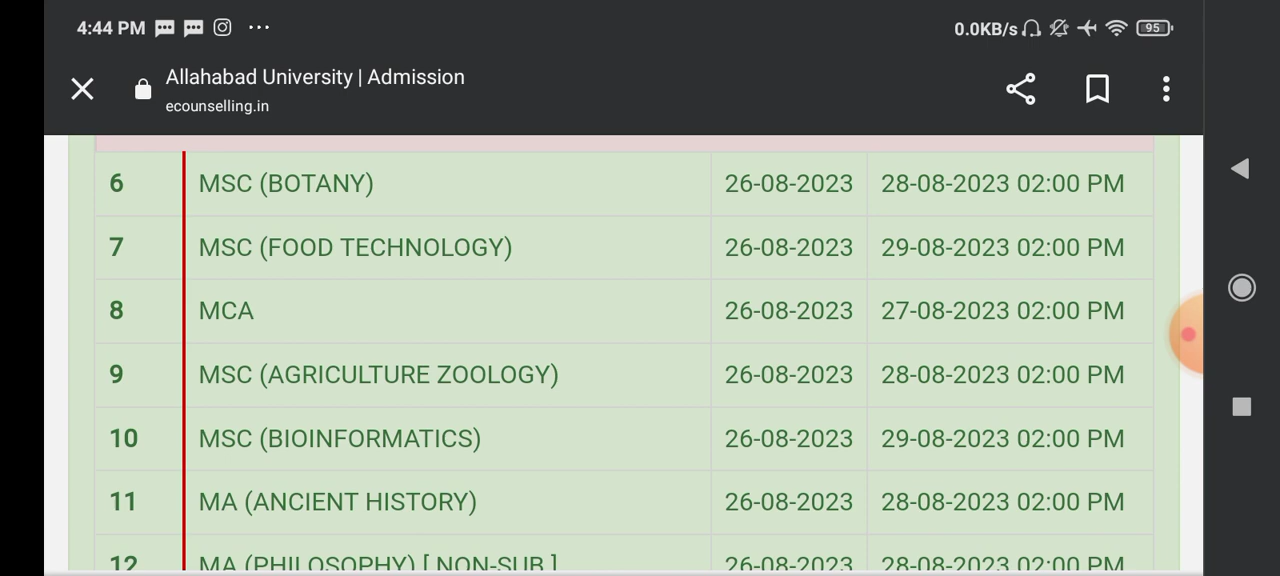 4:44 PM ... 0.0KB/s 95
Allahabad University | Admission
ecounselling.in
6 MSC (BOTANY) 26-08-2023 28-08-2023 02:00 PM
7 MSC (FOOD TECHNOLOGY) 26-08-2023 29-08-2023 02:00 PM
8 MCA 26-08-2023 27-08-2023 02:00 PM
9 MSC (AGRICULTURE ZOOLOGY) 26-08-2023 28-08-2023 02:00 PM
10 MSC (BIOINFORMATICS) 26-08-2023 29-08-2023 02:00 PM
11 MA (ANCIENT HISTORY) 26-08-2023 28-08-2023 02:00 PM
12 MA (PHILOSOPHY) [ NON-SUB ] 26-08-2023 28-08-2023 02:00 PM